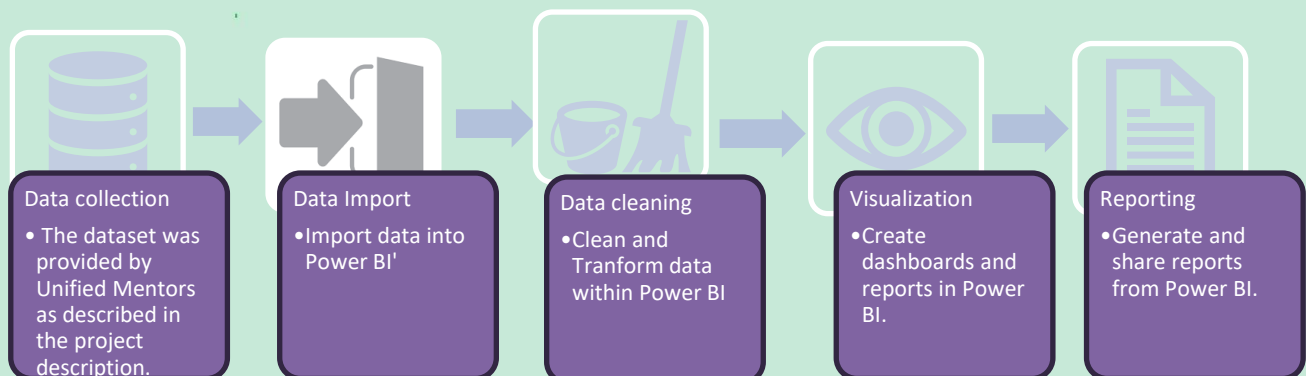 Data collection
• The dataset was
provided by
Unified Mentors
as described in
the project
description.
Data Import
•Import data into
Power BI'
Data cleaning
•Clean and
Tranform data
within Power BI
Visualization
•Create
dashboards and
reports in Power
BI.
Reporting
•Generate and
share reports
from Power BI.